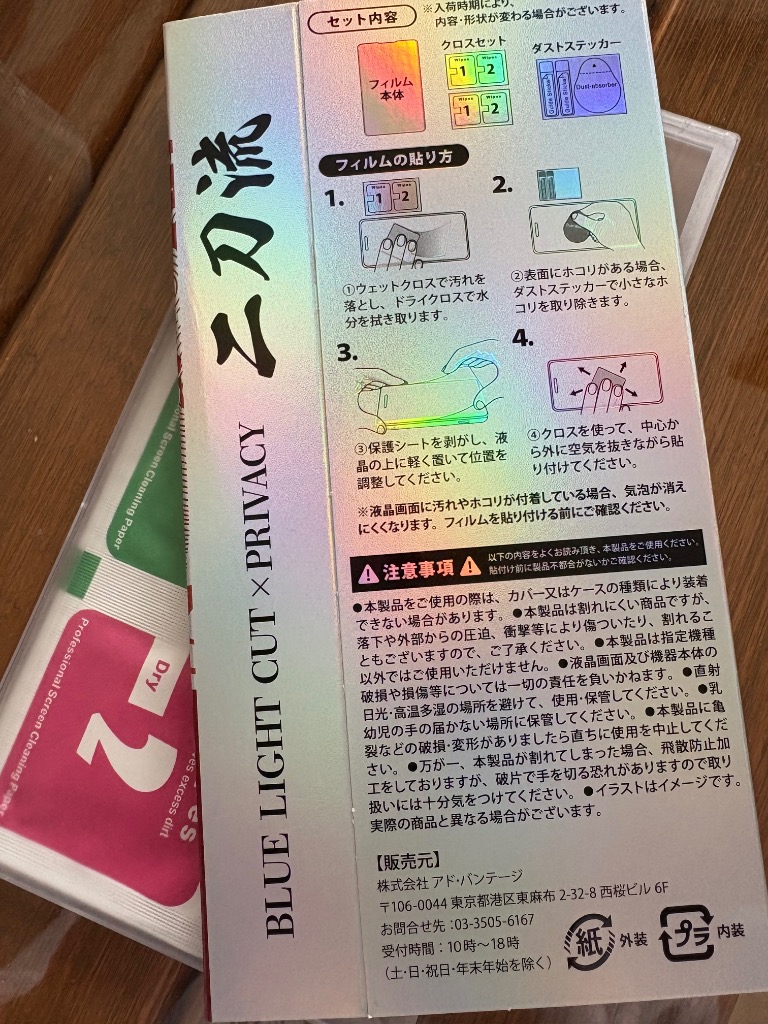 セット内容
※入荷時期により、
内容・形状が変わる場合がございます。
フィルム
本体
クロスセット
Wipes
1
Wipes
2
Wipes
1
Wipes
2
ダストステッカー
Guide Sticker
Guide Sticker
Dust-absorber
フィルムの貼り方
1.
Wipes
1
Wipes
2
①ウェットクロスで汚れを
落とし、ドライクロスで水
分を拭き取ります。
2.
②表面にホコリがある場合、
ダストステッカーで小さなホ
コリを取り除きます。
3.
③保護シートを剥がし、液
晶の上に軽く置いて位置を
調整してください。
4.
④クロスを使って、中心か
ら外に空気を抜きながら貼
り付けてください。
※液晶画面に汚れやホコリが付着している場合、気泡が消え
にくくなります。フィルムを貼り付ける前にご確認ください。
注意事項
以下の内容をよくお読み頂き、本製品をご使用ください。
貼付け前に製品不都合がないかご確認ください。
●本製品をご使用の際は、カバー又はケースの種類により装着
できない場合があります。●本製品は割れにくい商品ですが、
落下や外部からの圧迫、衝撃等により傷ついたり、割れるこ
ともございますので、ご了承ください。●本製品は指定機種
以外ではご使用いただけません。●液晶画面及び機器本体の
破損や損傷等については一切の責任を負いかねます。●直射
日光・高温多湿の場所を避けて、使用・保管してください。●乳
幼児の手の届かない場所に保管してください。●本製品に亀
裂などの破損・変形がありましたら直ちに使用を中止してくだ
さい。●万が一、本製品が割れてしまった場合、飛散防止加
工をしておりますが、破片で手を切る恐れがありますので取り
扱いには十分気をつけてください。●イラストはイメージです。
実際の商品と異なる場合がございます。
【販売元】
株式会社 アド・バンテージ
〒106-0044 東京都港区東麻布 2-32-8 西桜ビル 6F
お問合せ先:03-3505-6167
受付時間:10時～18時
(土・日・祝日・年末年始を除く)
紙
外装
プラ
内装
二刀流
BLUE LIGHT CUT×PRIVACY
onal Screen Cleaning Paper
Professional Screen Cleaning Paper
Dry
2
es
ves excess dirt